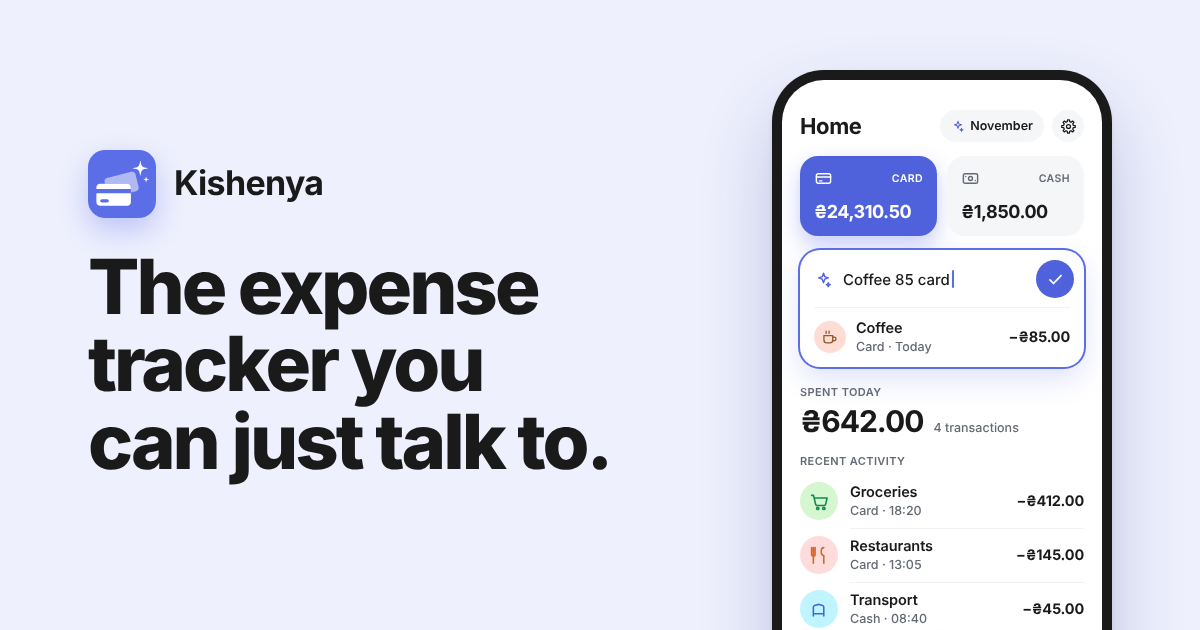 Kishenya
The expense
tracker you
can just talk to.
Home
November
CARD
₴24,310.50
CASH
₴1,850.00
Coffee 85 card
Coffee
Card · Today
−₴85.00
SPENT TODAY
₴642.00 4 transactions
RECENT ACTIVITY
Groceries
Card · 18:20
−₴412.00
Restaurants
Card · 13:05
−₴145.00
Transport
Cash · 08:40
−₴45.00